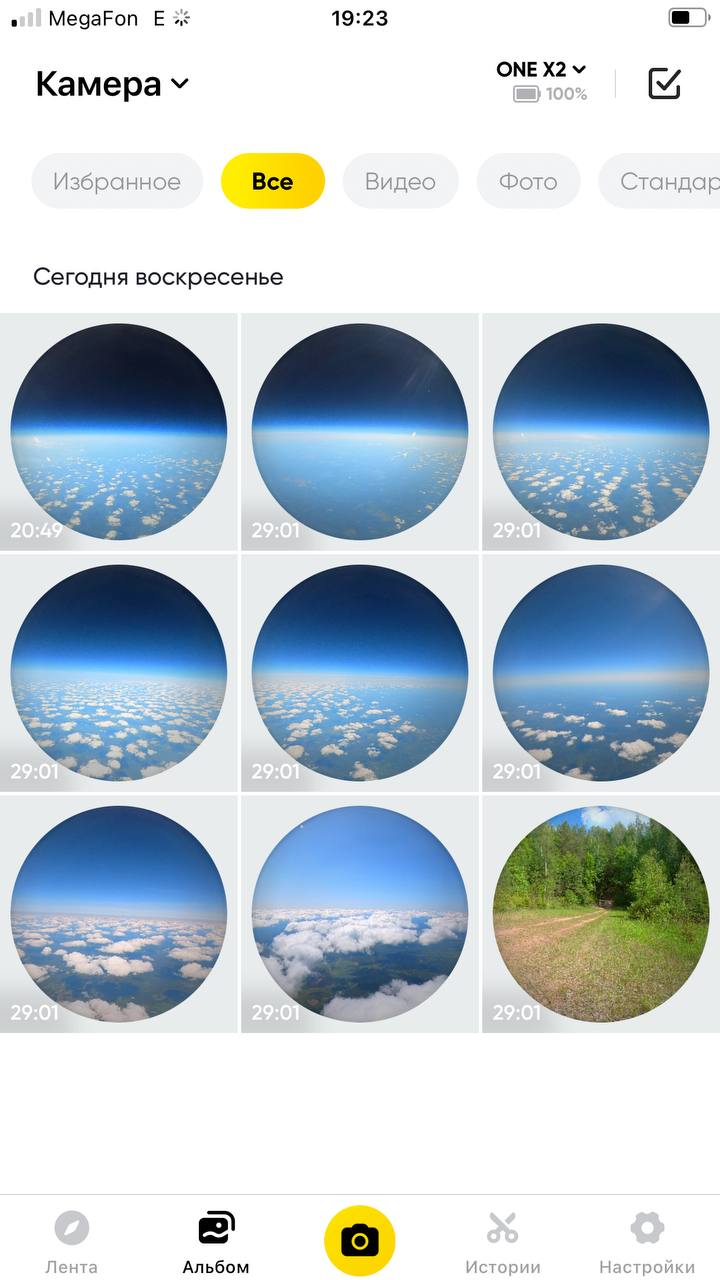 MegaFon E 19:23
Камера
ONE X2
100%
Избранное Все Видео Фото Стандар
Сегодня воскресенье
20:49 29:01 29:01
29:01 29:01 29:01
29:01 29:01 29:01
Лента Альбом Истории Настройки